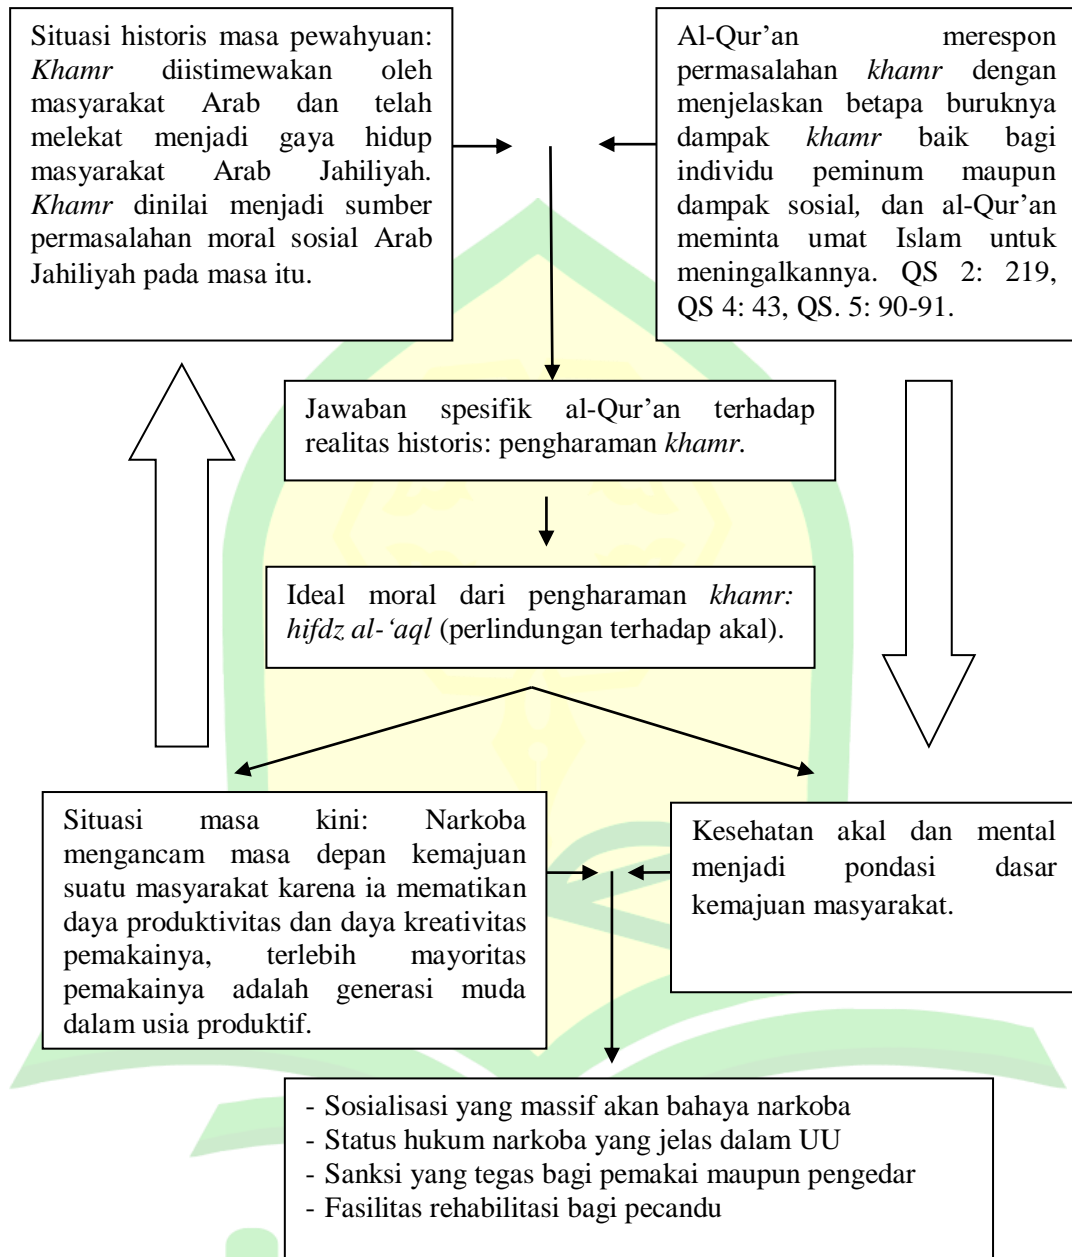 Situasi historis masa pewahyuan:
Khamr diistimewakan oleh
masyarakat Arab dan telah
melekat menjadi gaya hidup
masyarakat Arab Jahiliyah.
Khamr dinilai menjadi sumber
permasalahan moral sosial Arab
Jahiliyah pada masa itu.
Al-Qur’an merespon
permasalahan khamr dengan
menjelaskan betapa buruknya
dampak khamr baik bagi
individu peminum maupun
dampak sosial, dan al-Qur’an
meminta umat Islam untuk
meningalkannya. QS 2: 219,
QS 4: 43, QS. 5: 90-91.
Jawaban spesifik al-Qur’an terhadap
realitas historis: pengharaman khamr.
Ideal moral dari pengharaman khamr:
hifdz al-‘aql (perlindungan terhadap akal).
Situasi masa kini: Narkoba
mengancam masa depan kemajuan
suatu masyarakat karena ia mematikan
daya produktivitas dan daya kreativitas
pemakainya, terlebih mayoritas
pemakainya adalah generasi muda
dalam usia produktif.
Kesehatan akal dan mental
menjadi pondasi dasar
kemajuan masyarakat.
- Sosialisasi yang massif akan bahaya narkoba
- Status hukum narkoba yang jelas dalam UU
- Sanksi yang tegas bagi pemakai maupun pengedar
- Fasilitas rehabilitasi bagi pecandu